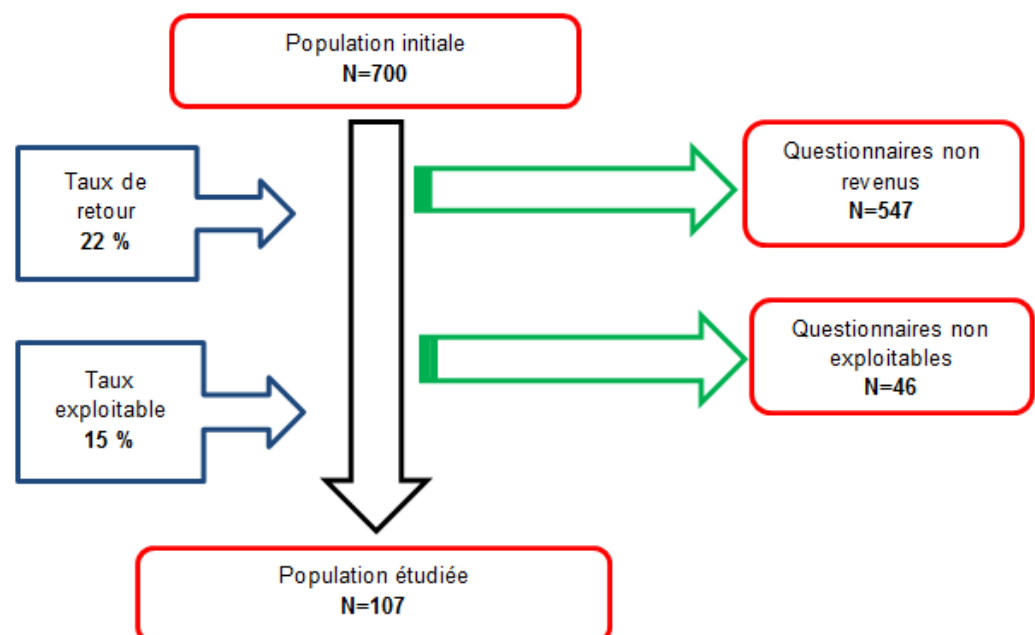 Population initiale
N=700
Taux de
retour
22 %
Questionnaires non
revenus
N=547
Taux
exploitable
15 %
Questionnaires non
exploitables
N=46
Population étudiée
N=107